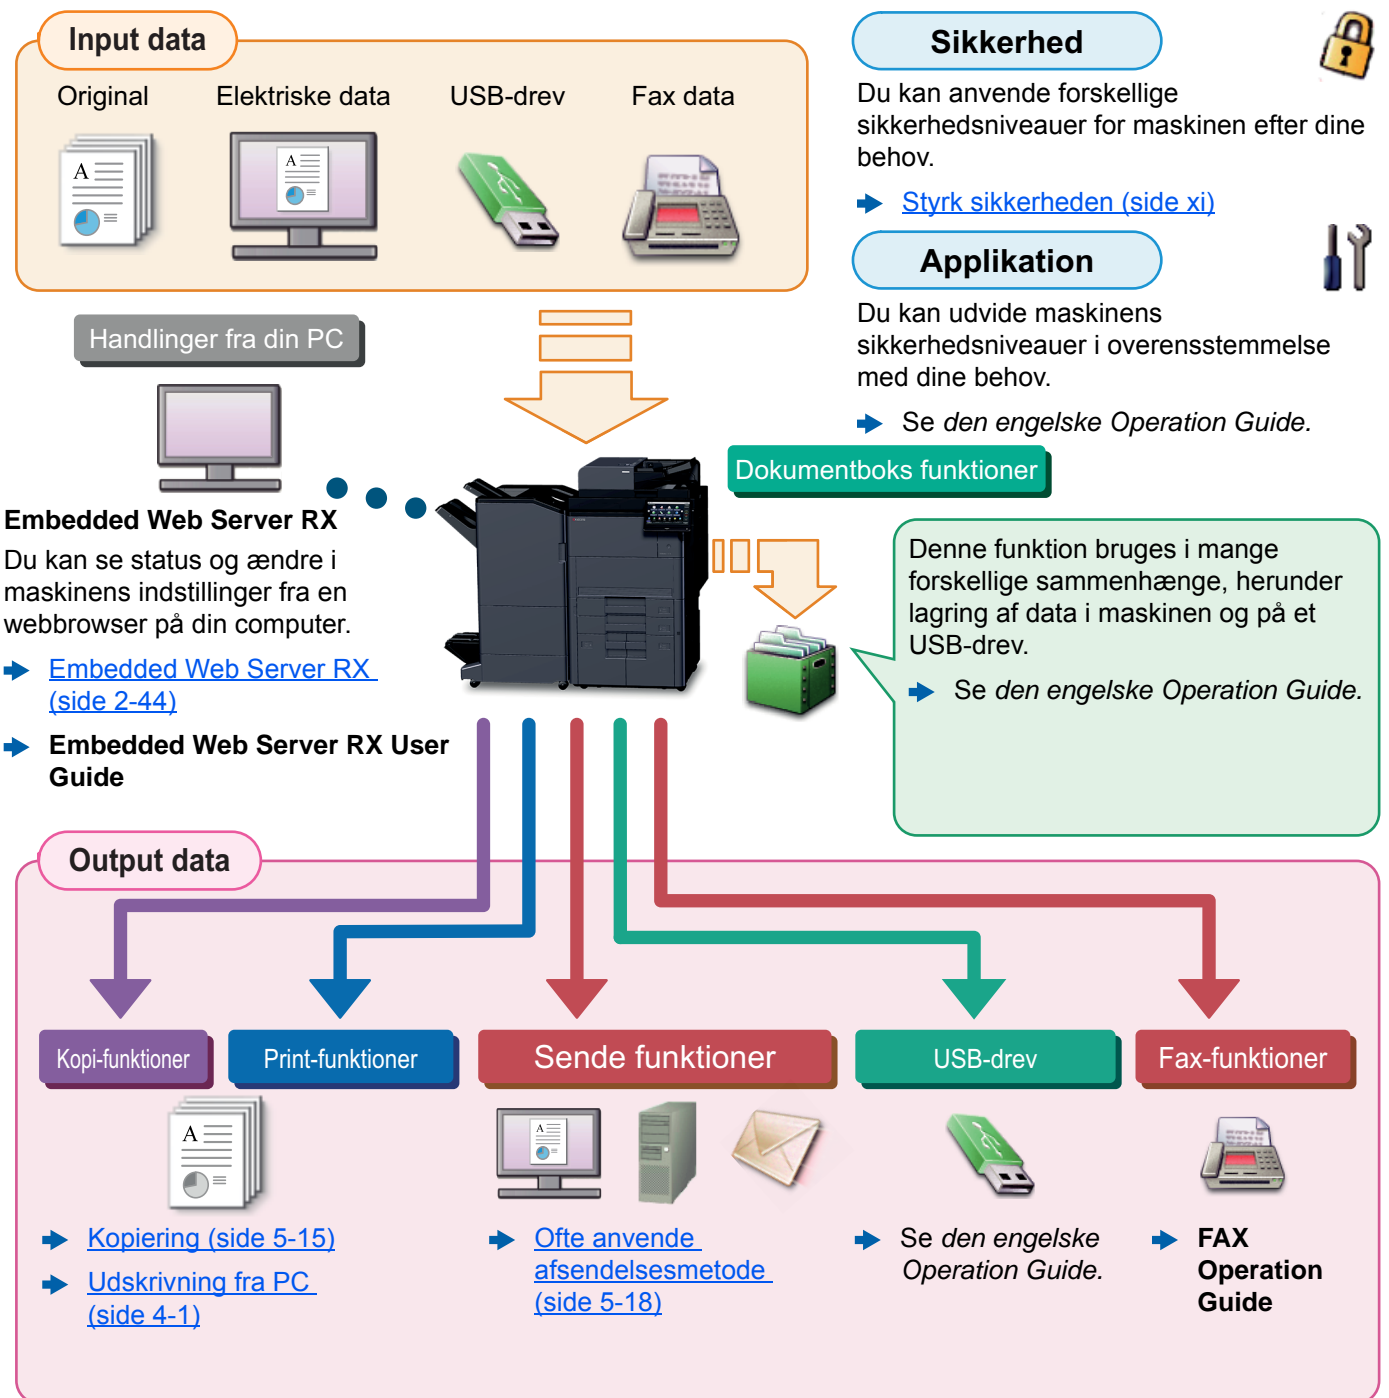 Input data
Original
Elektriske data
USB-drev
Fax data
Sikkerhed
Du kan anvende forskellige
sikkerhedsniveauer for maskinen efter dine
behov.
Styrk sikkerheden (side xi)
Applikation
Du kan udvide maskinens
sikkerhedsniveauer i overensstemmelse
med dine behov.
Se den engelske Operation Guide.
Handlinger fra din PC
Embedded Web Server RX
Du kan se status og ændre i
maskinens indstillinger fra en
webbrowser på din computer.
Embedded Web Server RX
(side 2-44)
Embedded Web Server RX User
Guide
Dokumentboks funktioner
Denne funktion bruges i mange
forskellige sammenhænge, herunder
lagring af data i maskinen og på et
USB-drev.
Se den engelske Operation Guide.
Output data
Kopi-funktioner
Print-funktioner
Sende funktioner
USB-drev
Fax-funktioner
Kopiering (side 5-15)
Udskrivning fra PC
(side 4-1)
Ofte anvende
afsendelsesmetode
(side 5-18)
Se den engelske
Operation Guide.
FAX
Operation
Guide